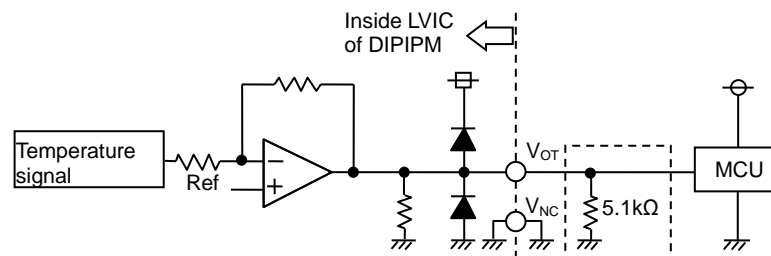 Inside LVIC
of DIPIPM
Temperature
signal
Ref
−
+
VOT
VNC
5.1kΩ
MCU